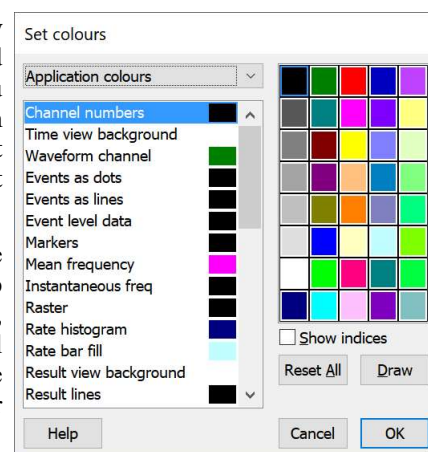 Set colours
Application colours
Channel numbers
Time view background
Waveform channel
Events as dots
Events as lines
Event level data
Markers
Mean frequency
Instantaneous freq
Raster
Rate histogram
Rate bar fill
Result view background
Result lines
Show indices
Reset All
Draw
Help
Cancel
OK